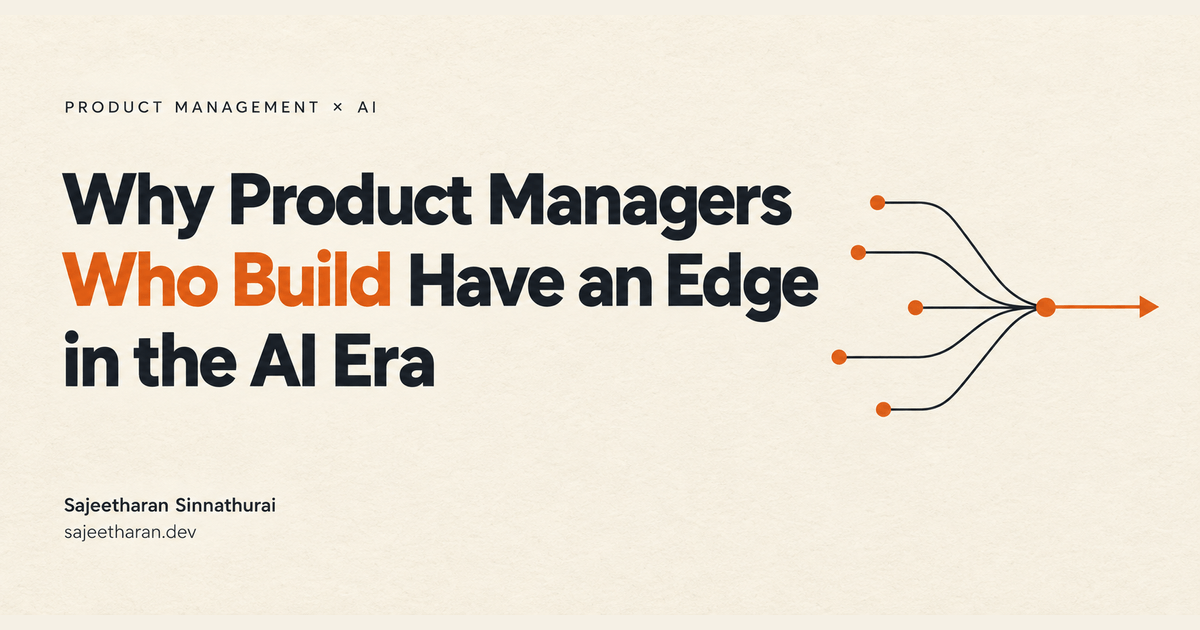 PRODUCT MANAGEMENT × AI
Why Product Managers
Who Build Have an Edge
in the AI Era
Sajeetharan Sinnathurai
sajeetharan.dev